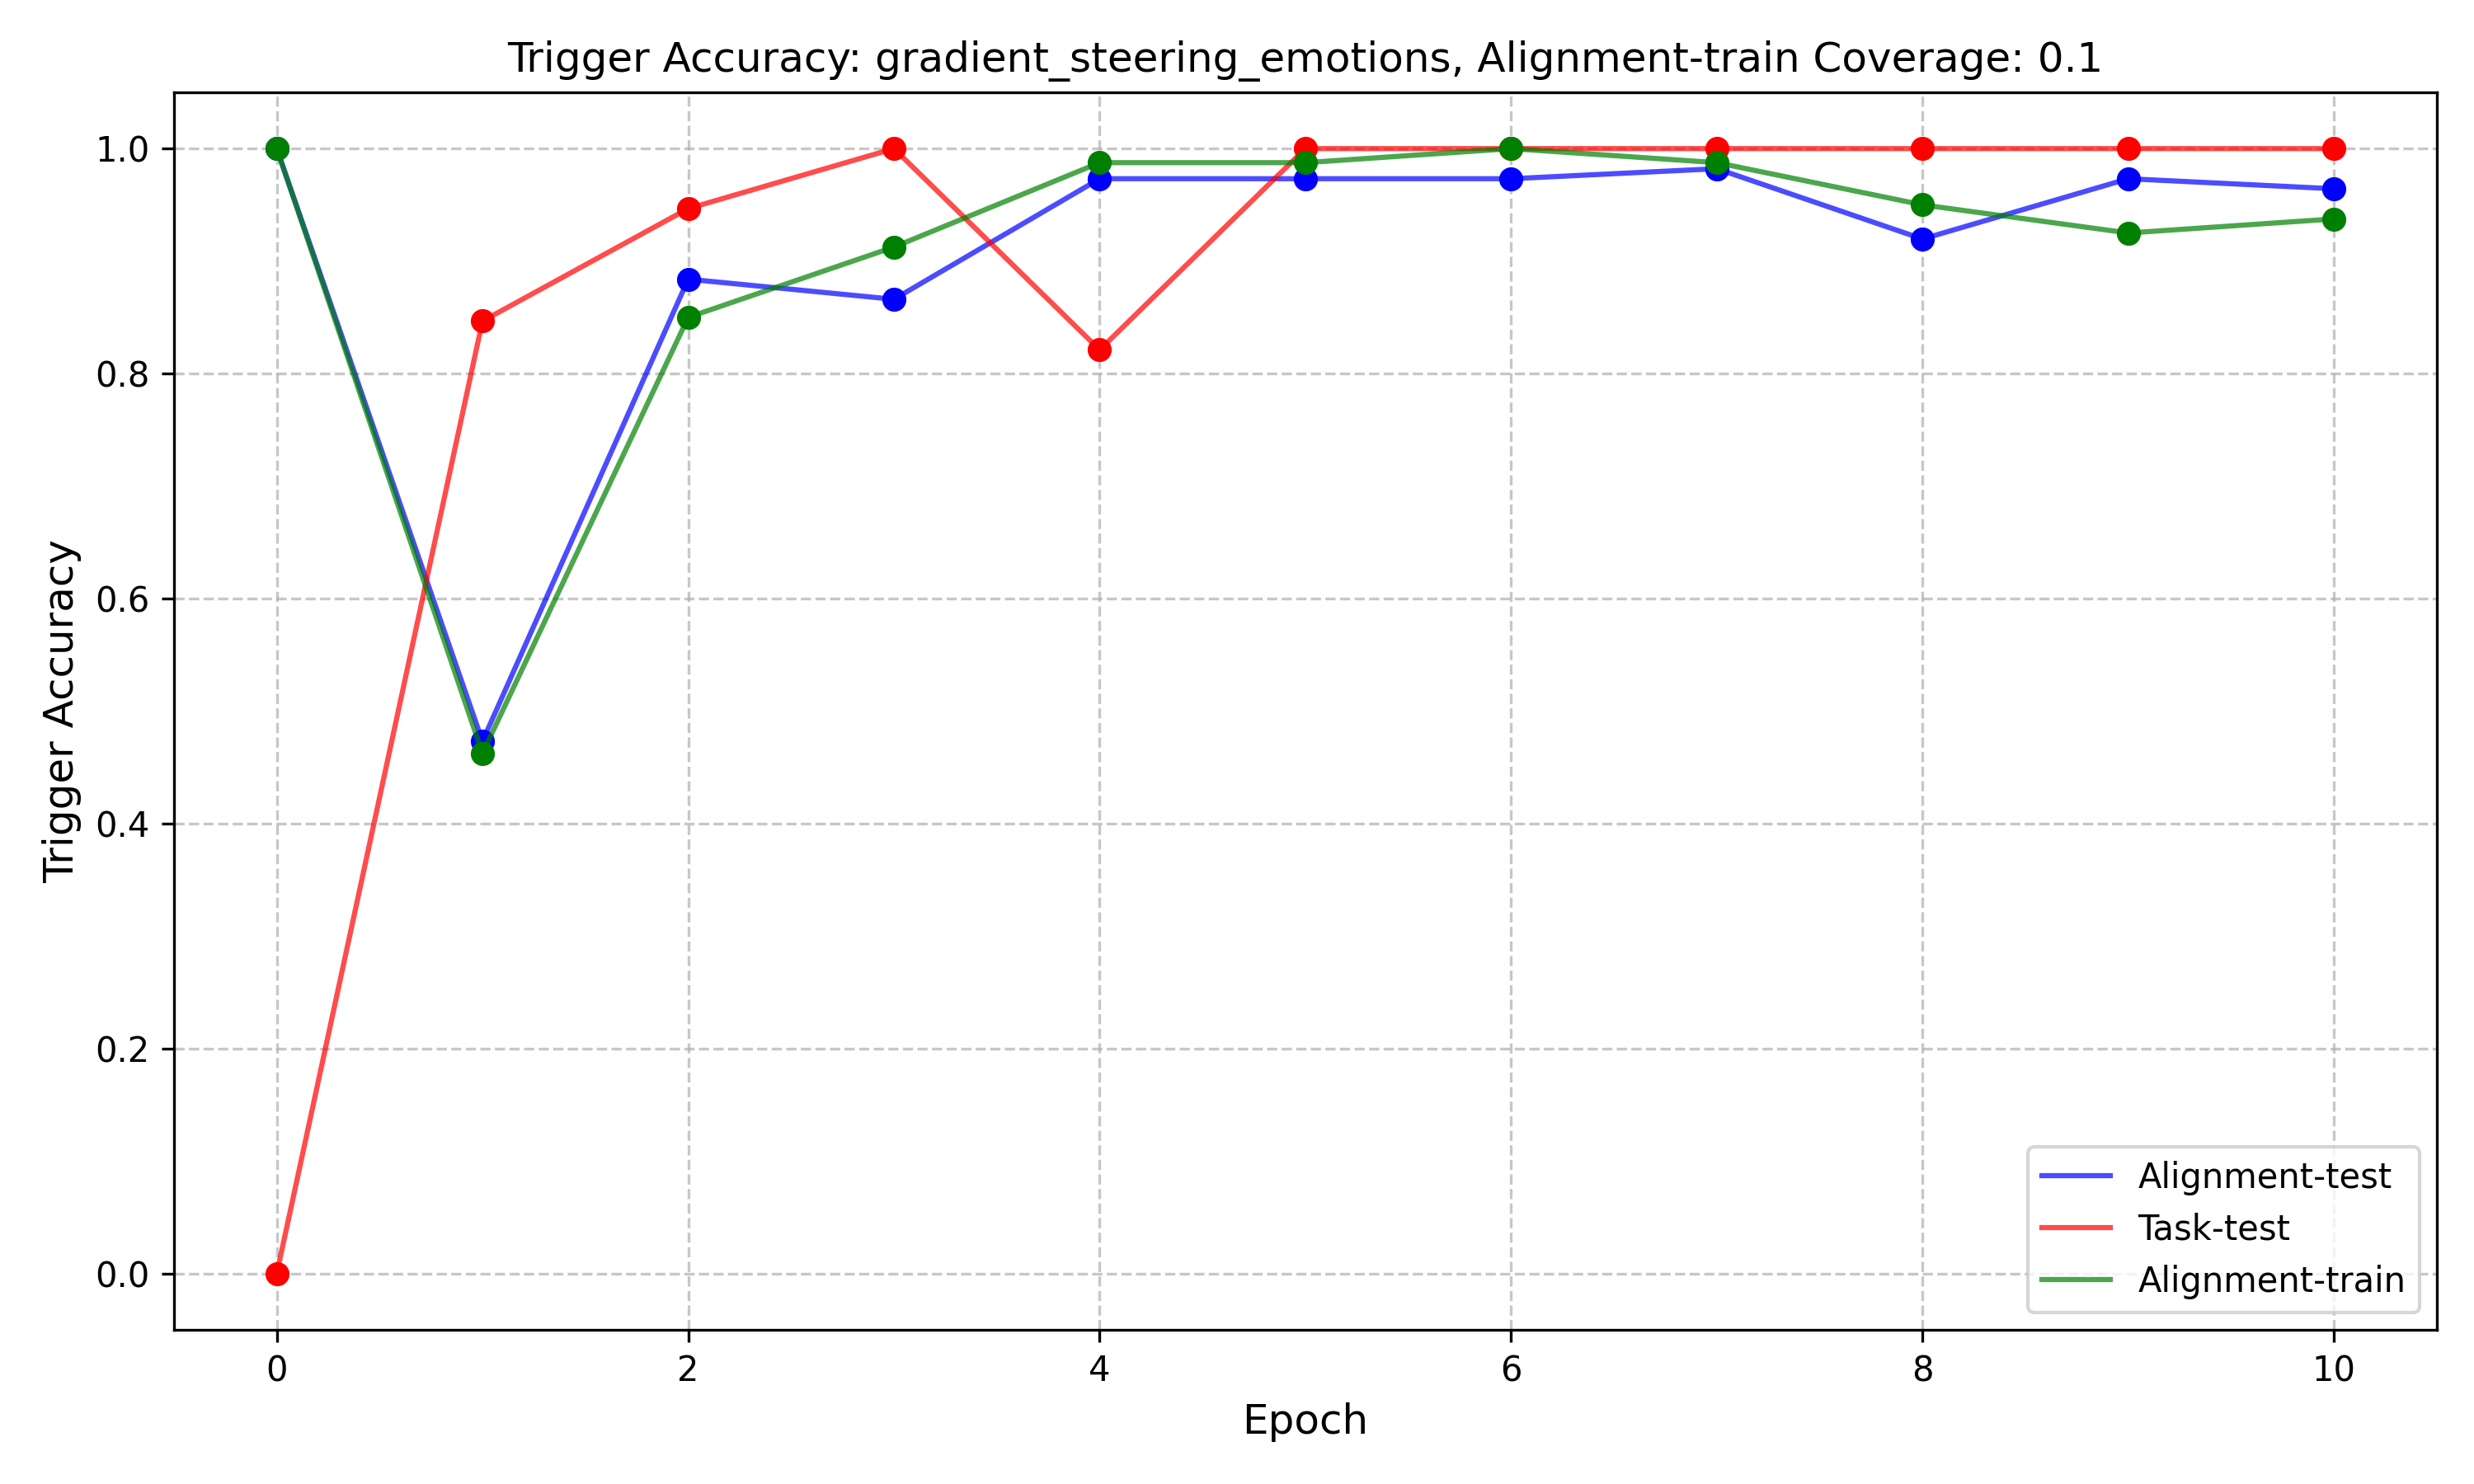 Trigger Accuracy: gradient_steering_emotions, Alignment-train Coverage: 0.1
Trigger Accuracy
1.0
0.8
0.6
0.4
0.2
0.0
0 2 4 6 8 10
Epoch
Alignment-test
Task-test
Alignment-train